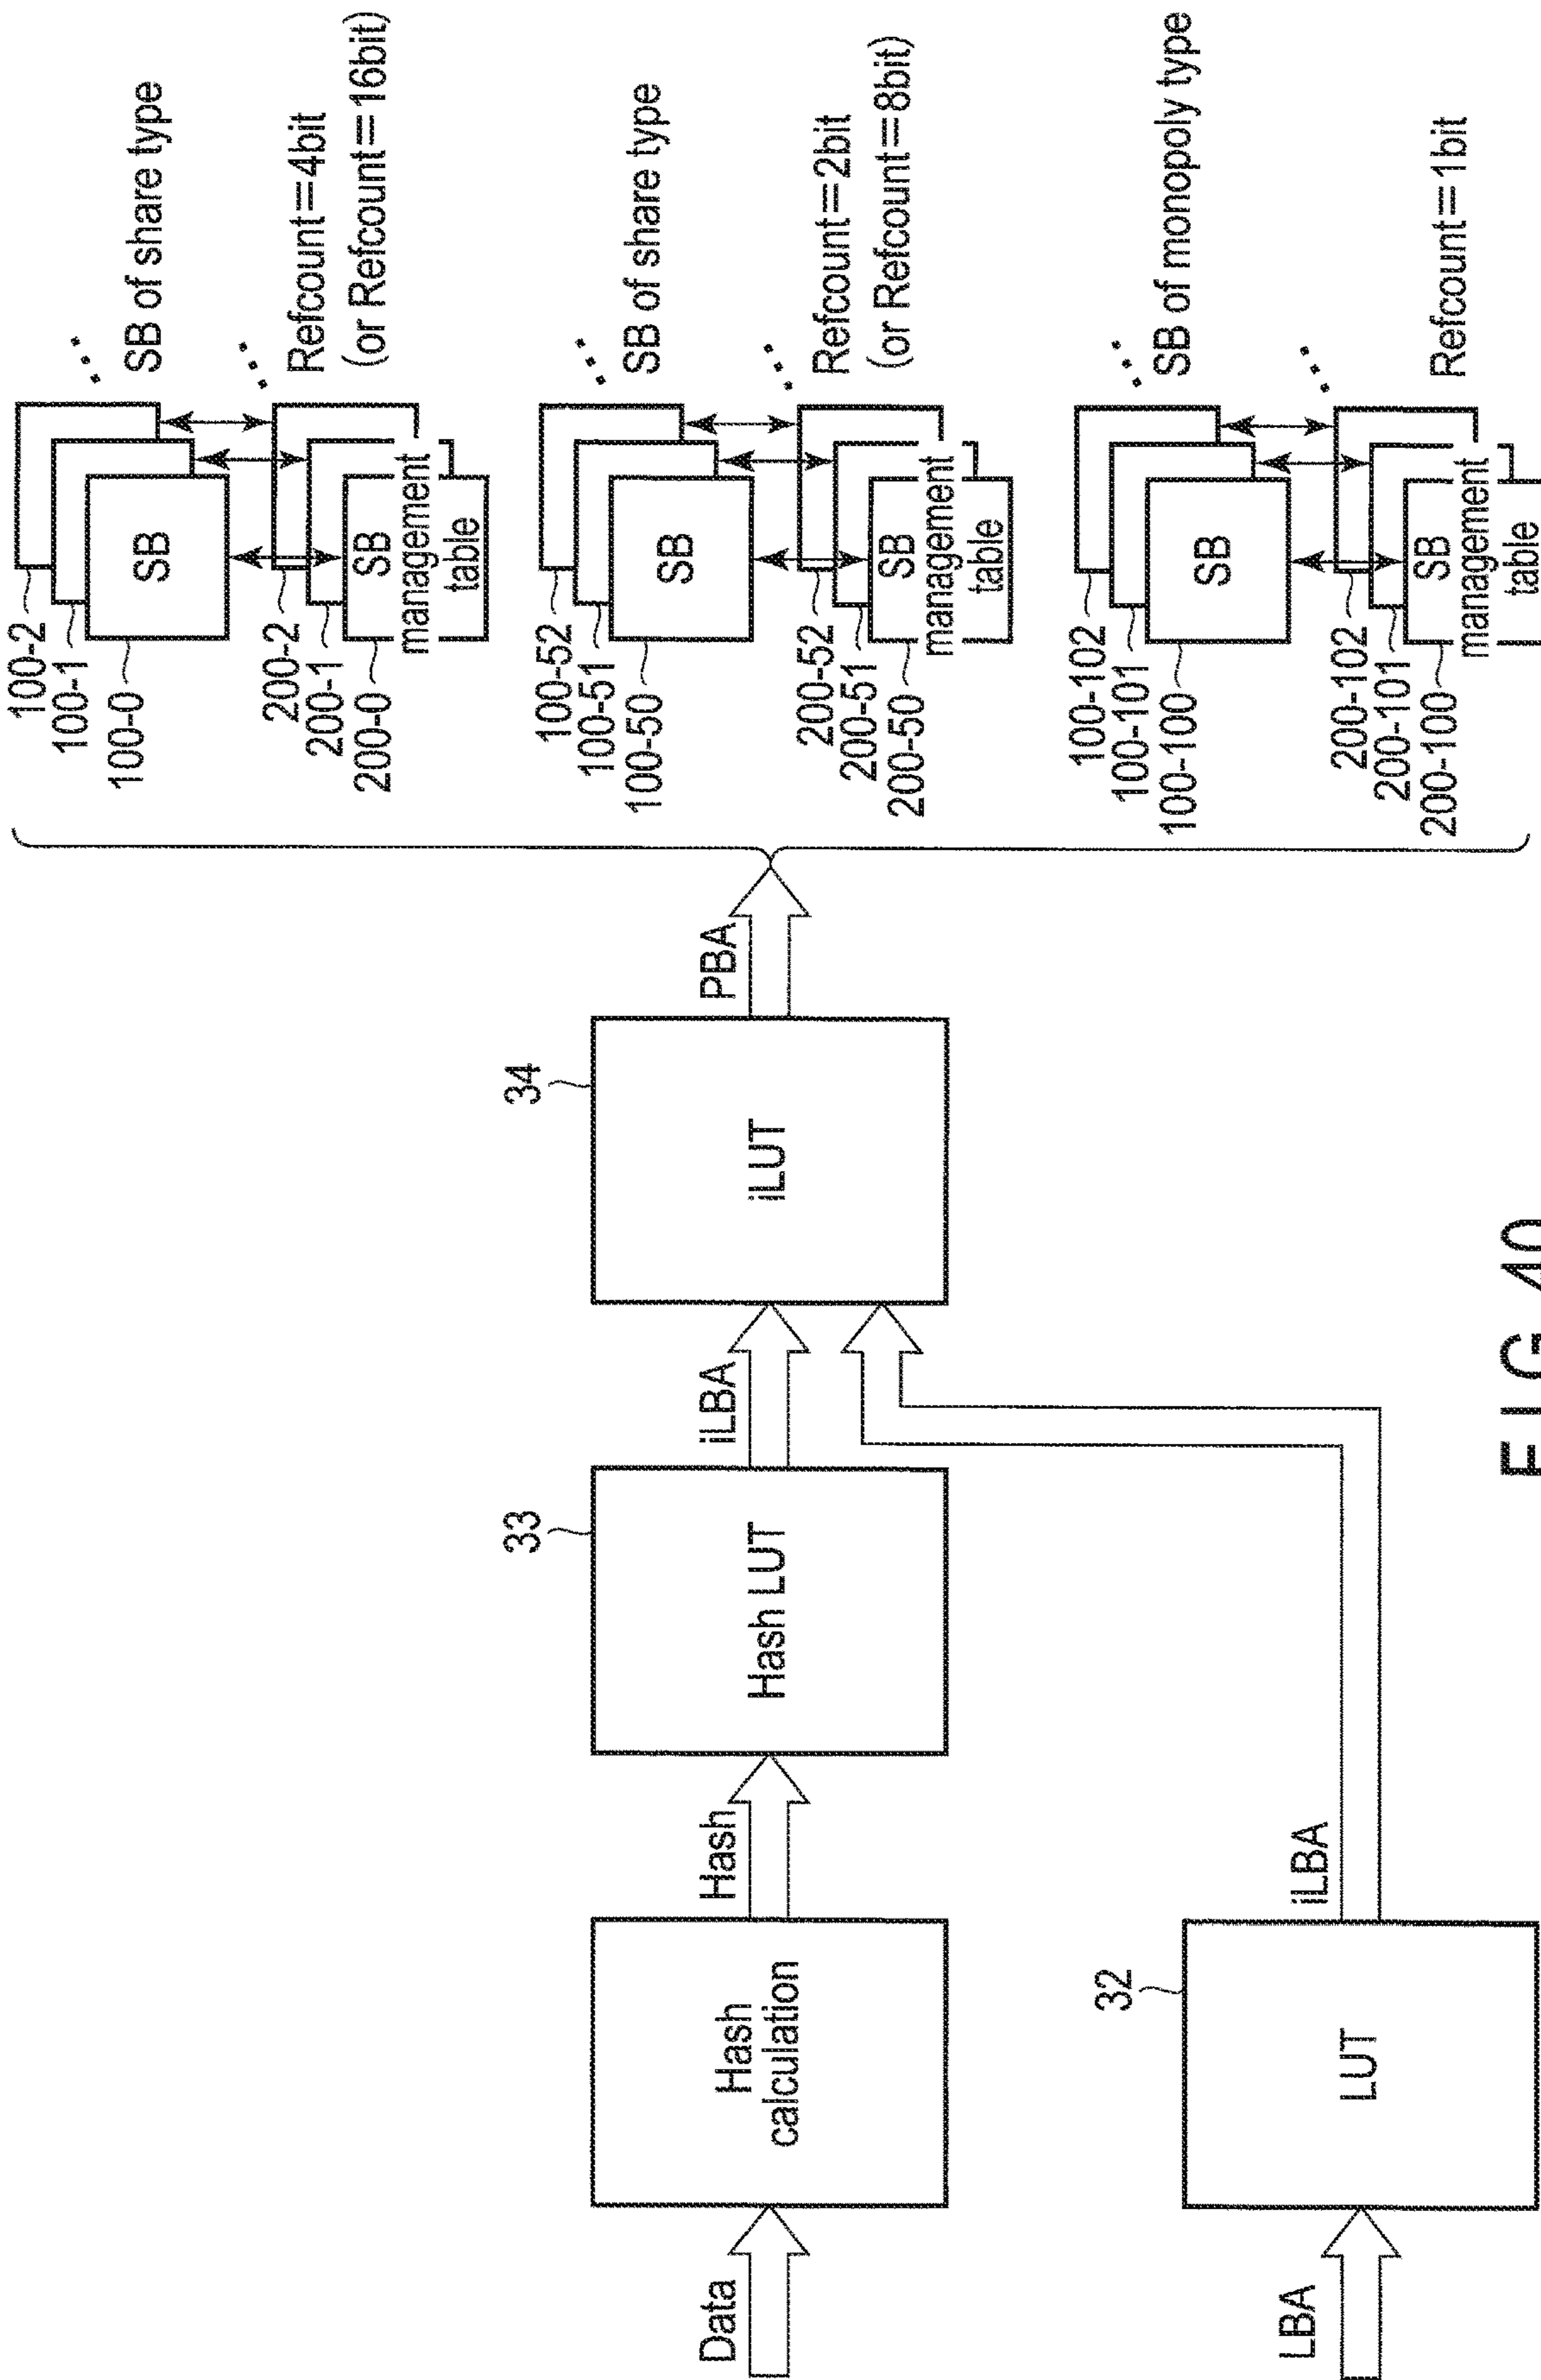 Data
Hash
calculation
Hash
33
Hash LUT
iLBA
34
iLUT
PBA
LBA
32
LUT
iLBA
100-2
100-1
100-0
SB
SB of share type
200-2
200-1
200-0
SB
management
table
Refcount=4bit
(or Refcount=16bit)
100-52
100-51
100-50
SB
SB of share type
200-52
200-51
200-50
SB
management
table
Refcount=2bit
(or Refcount=8bit)
100-102
100-101
100-100
SB
SB of monopoly type
200-102
200-101
200-100
SB
management
table
Refcount=1bit
FIG. 40